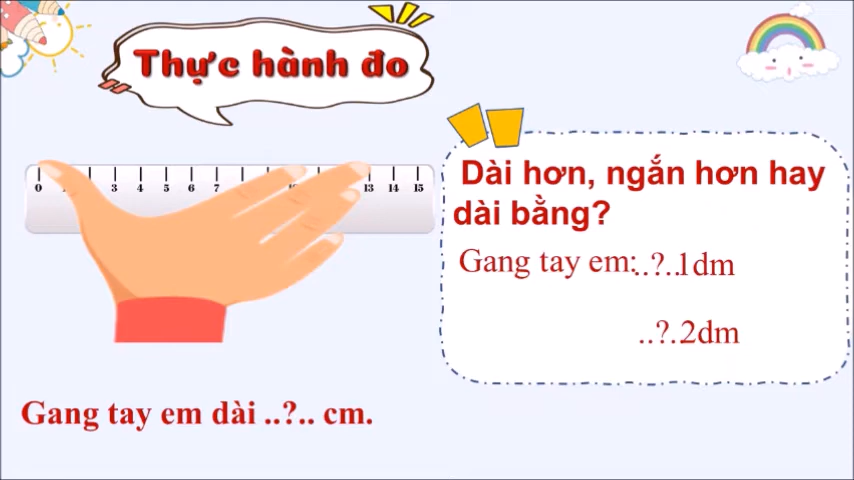 Thực hành đo
0 3 4 5 6 7 13 14 15
Dài hơn, ngắn hơn hay
dài bằng?
Gang tay em:..?..1dm
..?.2dm
Gang tay em dài ..?.. cm.